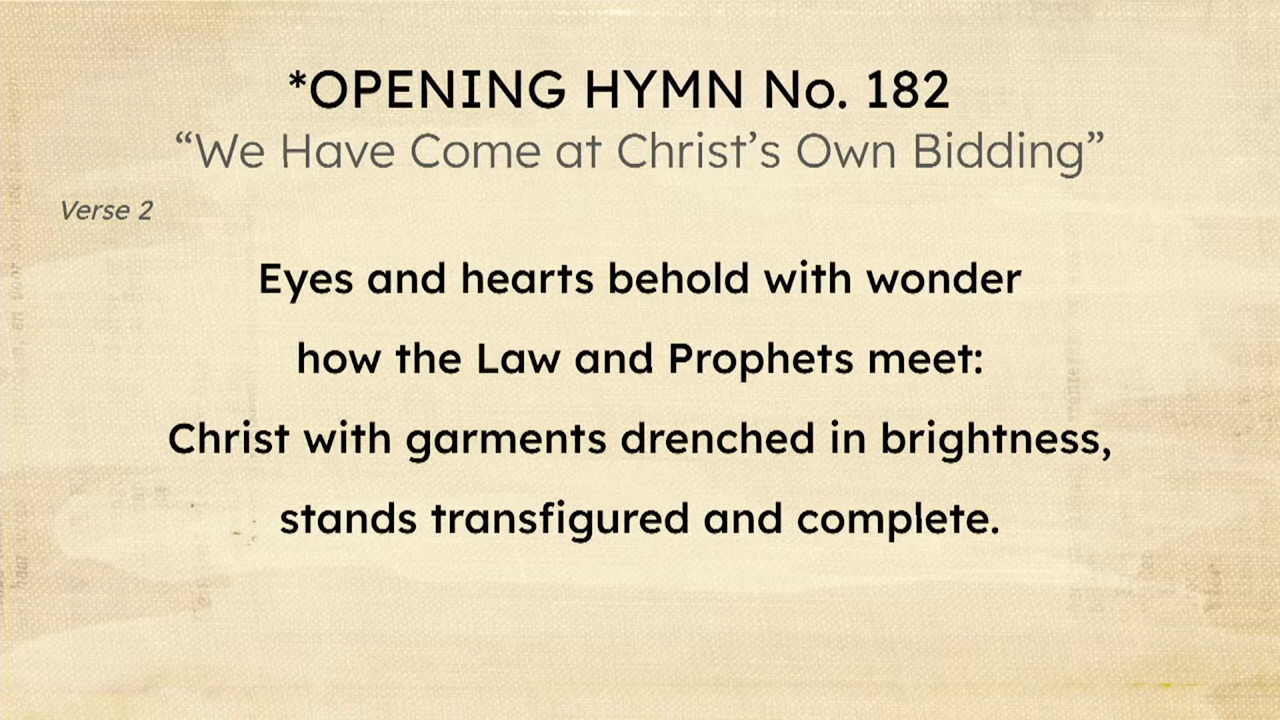 *OPENING HYMN No. 182
“We Have Come at Christ’s Own Bidding”
Verse 2
Eyes and hearts behold with wonder
how the Law and Prophets meet:
Christ with garments drenched in brightness,
stands transfigured and complete.